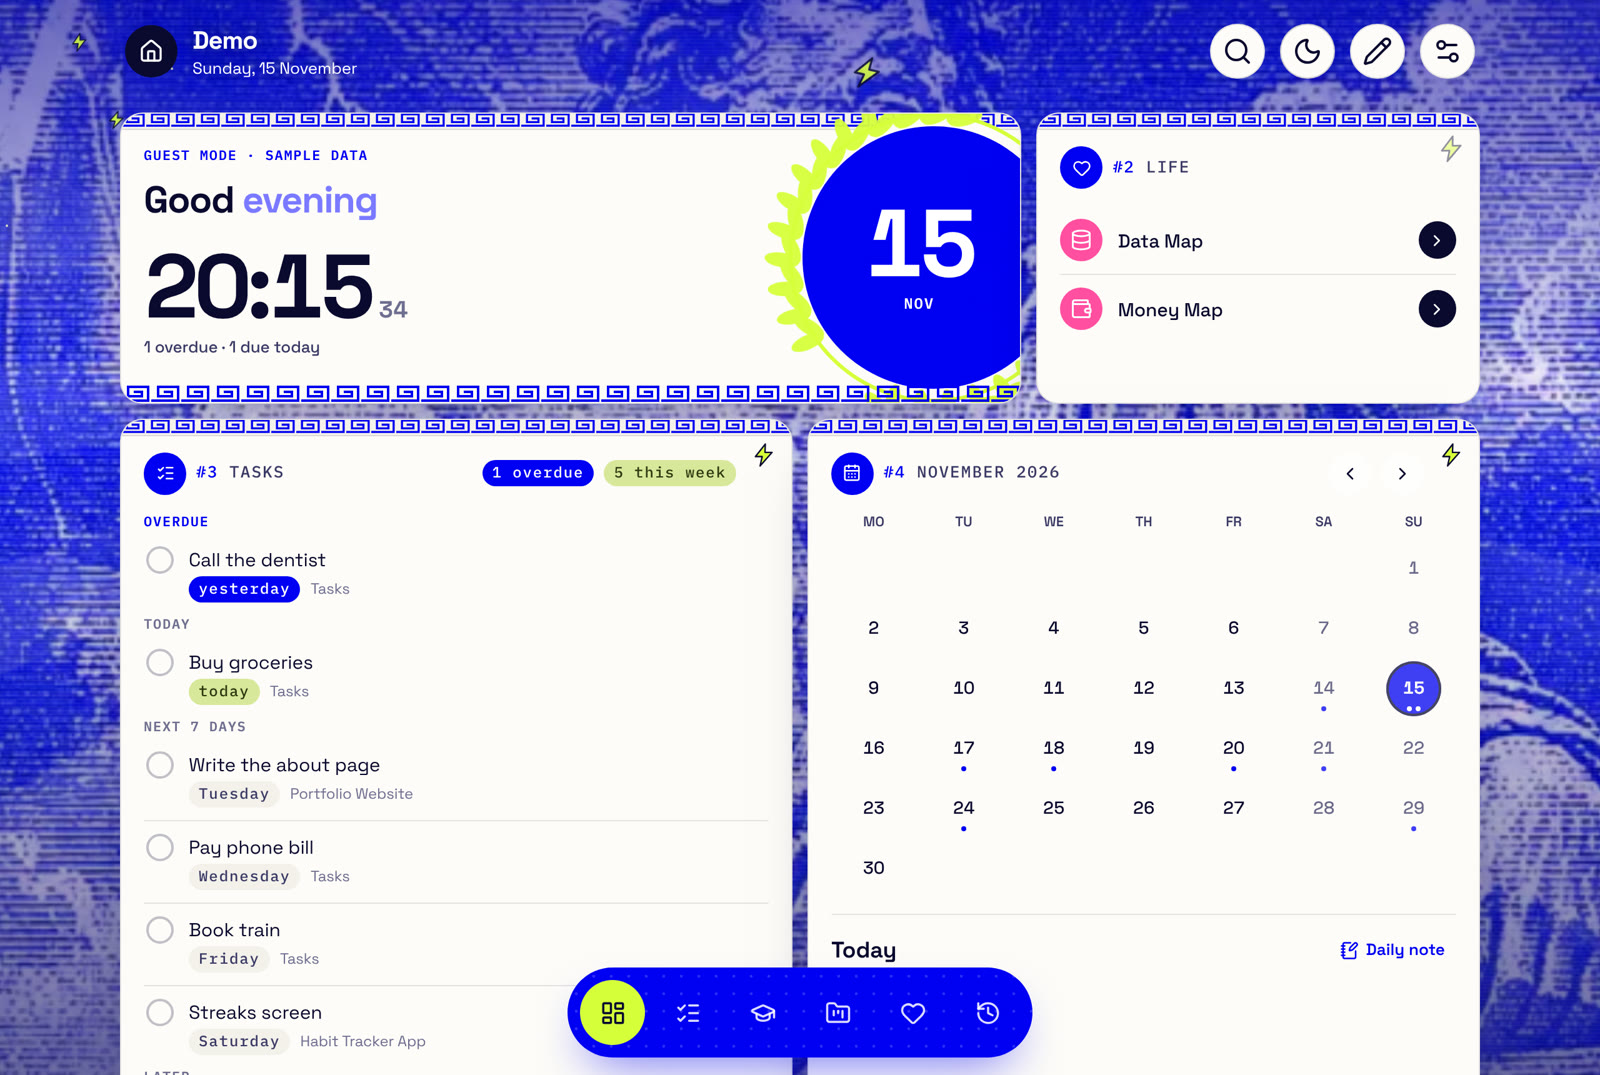 Demo
Sunday, 15 November
GUEST MODE · SAMPLE DATA
Good evening
20:15 34
1 overdue · 1 due today
15
NOV
#2 LIFE
Data Map
Money Map
#3 TASKS
1 overdue
5 this week
OVERDUE
Call the dentist
yesterday Tasks
TODAY
Buy groceries
today Tasks
NEXT 7 DAYS
Write the about page
Tuesday Portfolio Website
Pay phone bill
Wednesday Tasks
Book train
Friday Tasks
Streaks screen
Saturday Habit Tracker App
LATER
#4 NOVEMBER 2026
MO TU WE TH FR SA SU
1
2 3 4 5 6 7 8
9 10 11 12 13 14 15
16 17 18 19 20 21 22
23 24 25 26 27 28 29
30
Today
Daily note